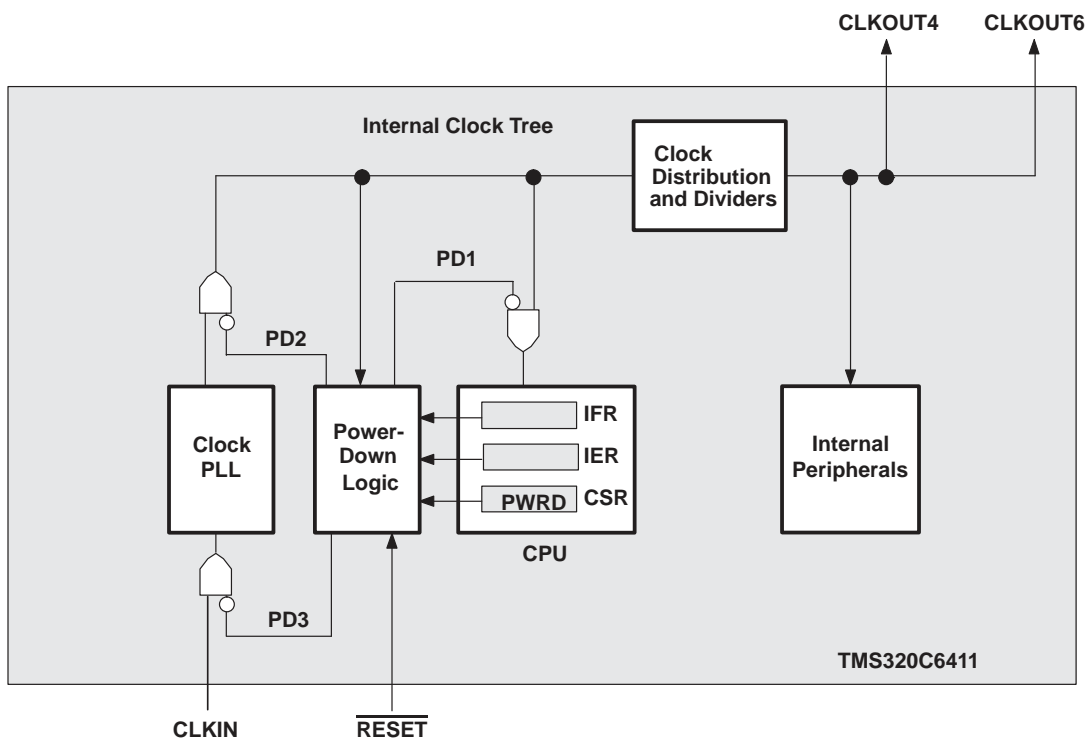 CLKOUT4 CLKOUT6
Internal Clock Tree
Clock
Distribution
and Dividers
PD1
PD2
Clock
PLL
Power-
Down
Logic
IFR
IER
PWRD CSR
CPU
Internal
Peripherals
PD3
TMS320C6411
CLKIN
RESET